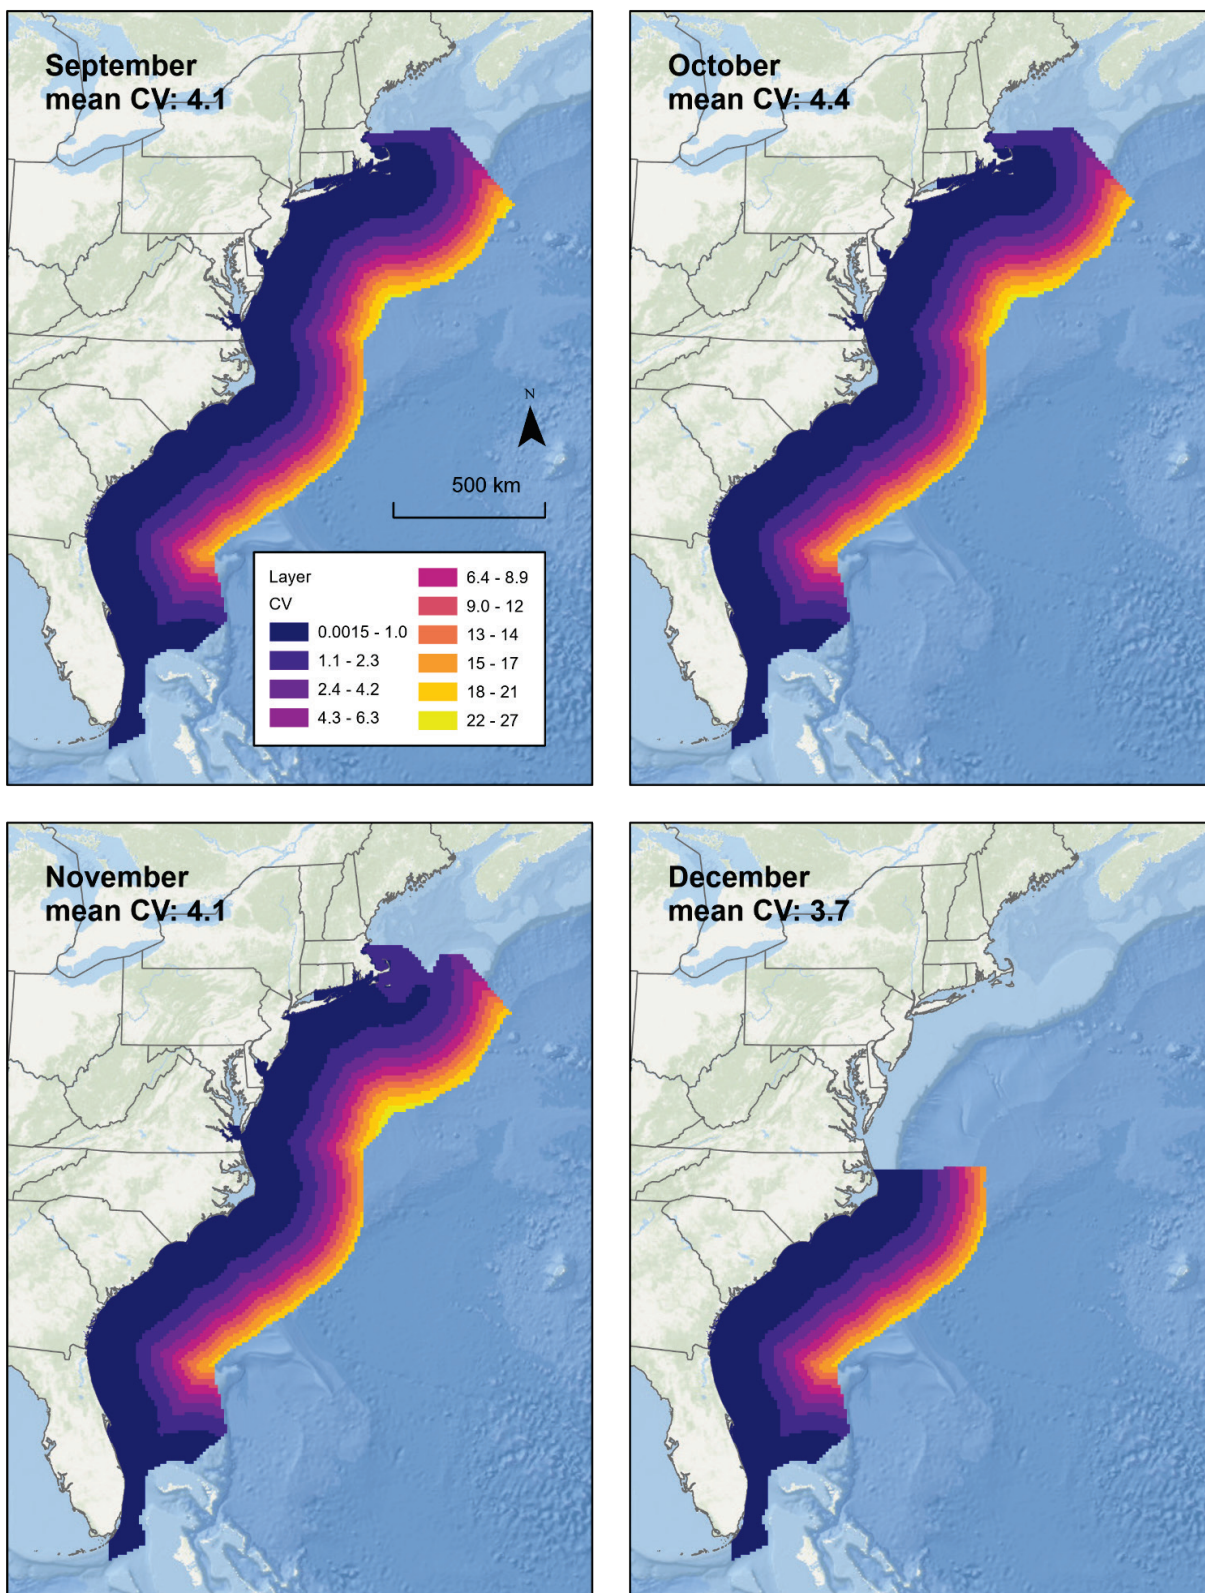 September
mean CV: 4.1
October
mean CV: 4.4
N
500 km
Layer
CV
0.0015 - 1.0
1.1 - 2.3
2.4 - 4.2
4.3 - 6.3
6.4 - 8.9
9.0 - 12
13 - 14
15 - 17
18 - 21
22 - 27
November
mean CV: 4.1
December
mean CV: 3.7